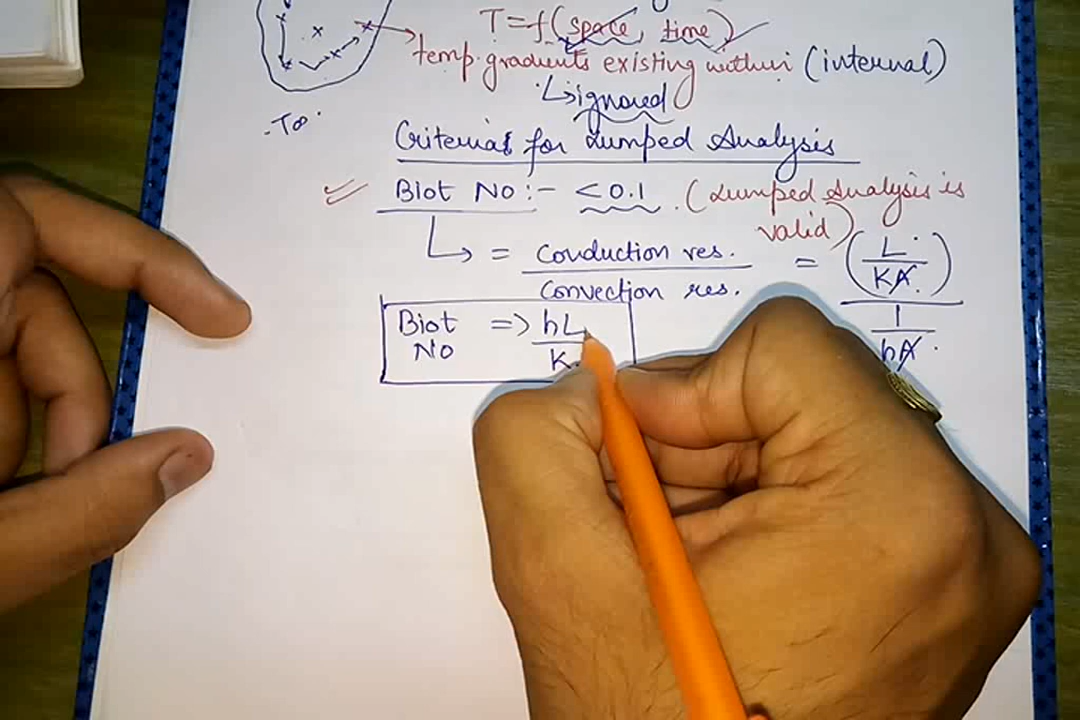 T=f(space, time)
temp. gradients existing within (internal)
↳ ignored
-T∞
Criteria for Lumped Analysis
Biot No:- <0.1. (Lumped Analysis is
valid)
↳ = Conduction res. / Convection res. = (L/KA) / (1/hA)
Biot No => hL/K